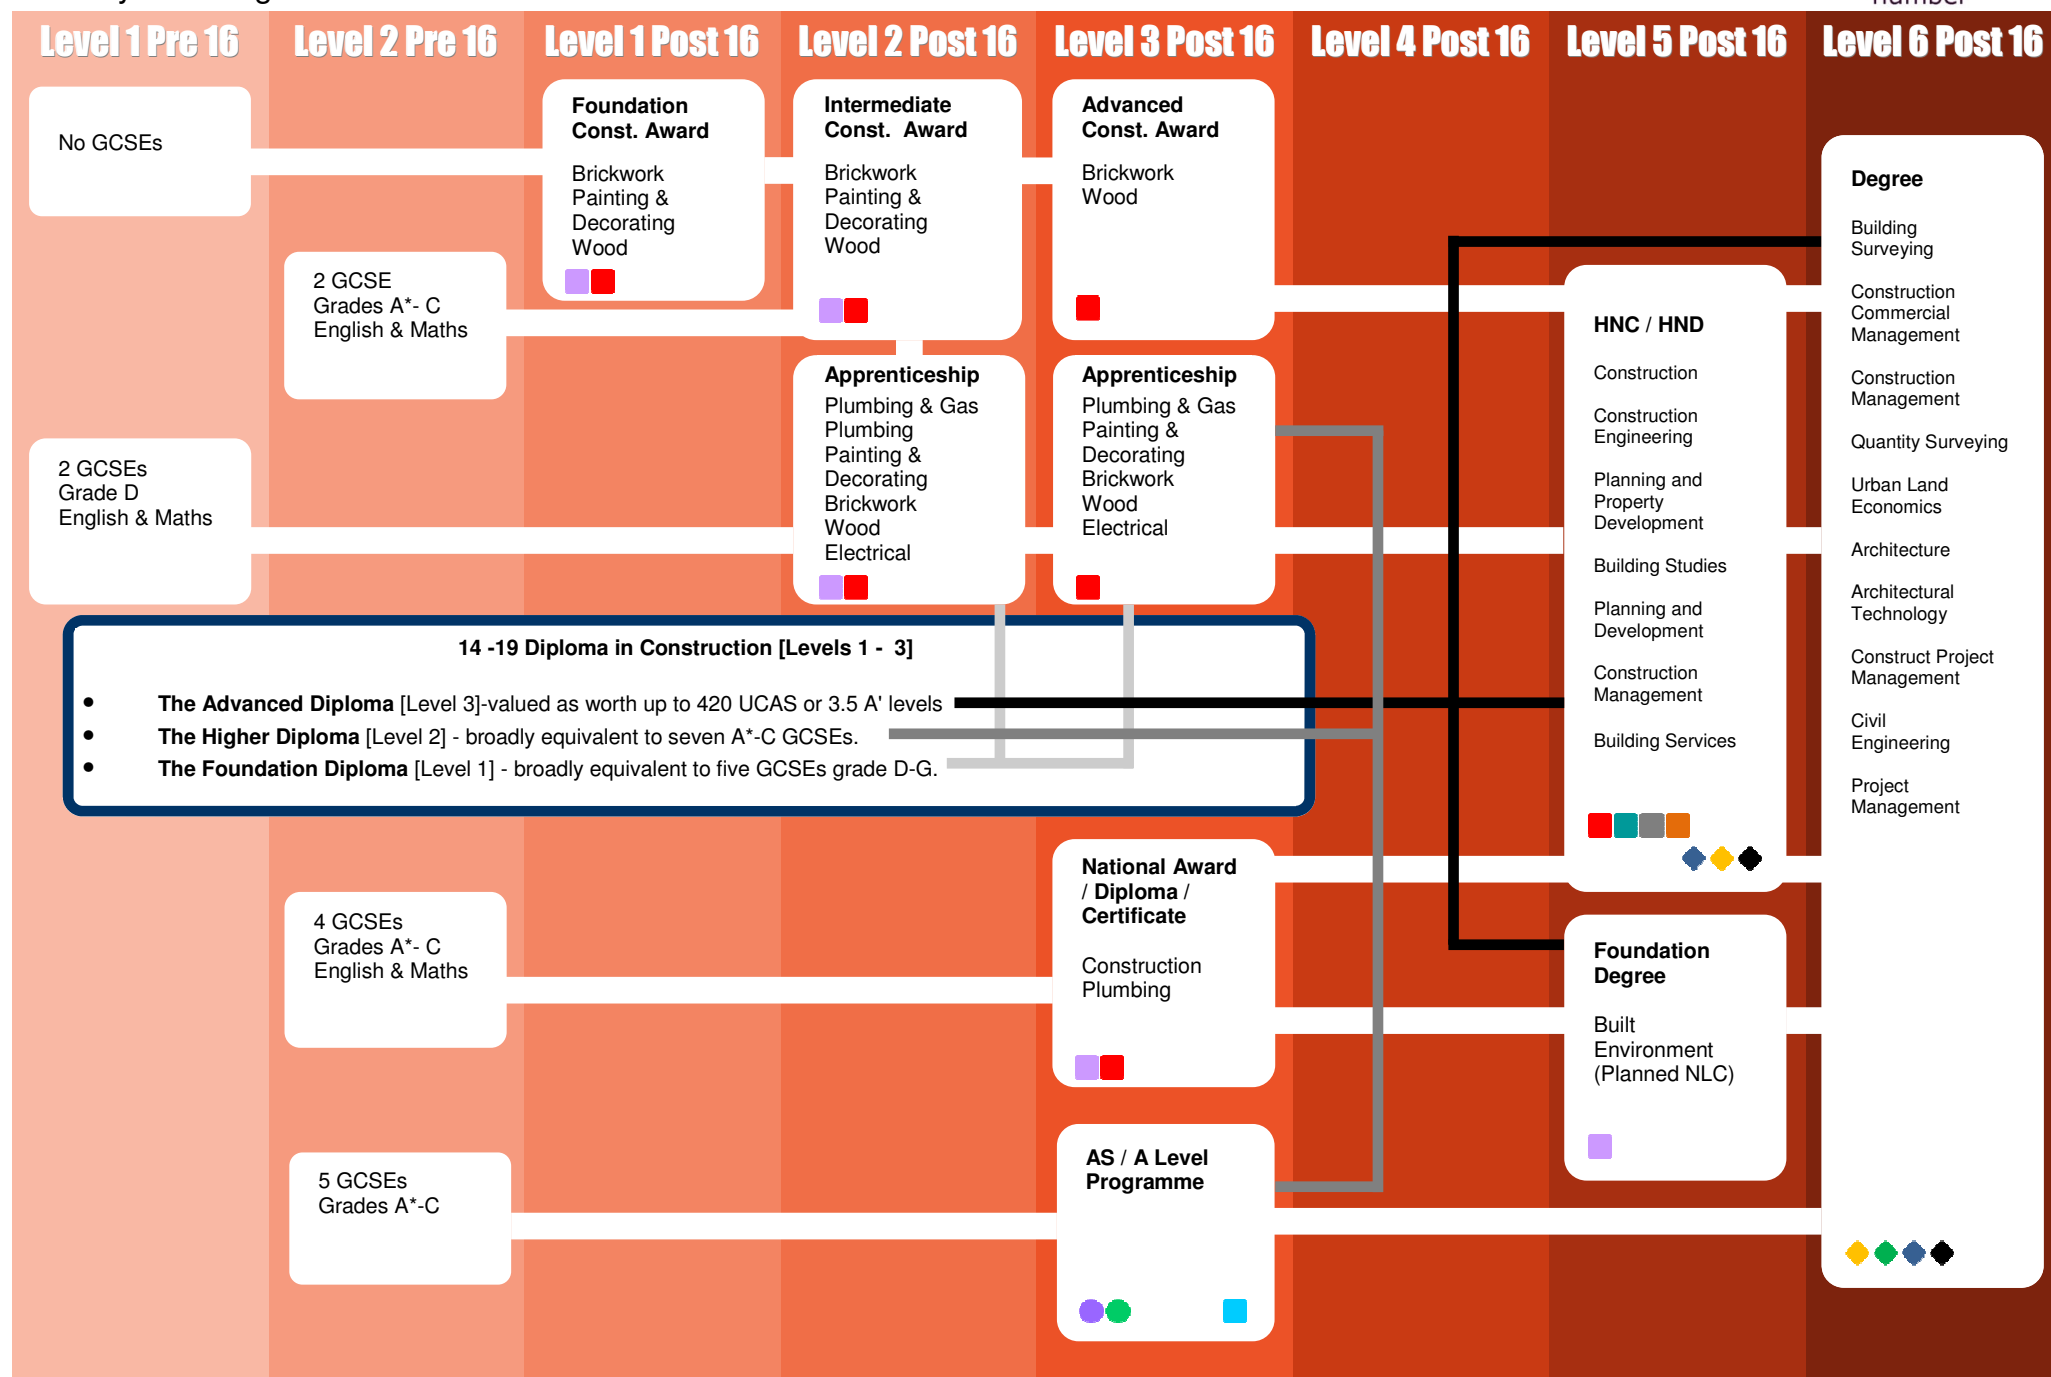 number
Level 1 Pre 16
Level 2 Pre 16
Level 1 Post 16
Level 2 Post 16
Level 3 Post 16
Level 4 Post 16
Level 5 Post 16
Level 6 Post 16
No GCSEs
2 GCSEs
Grade D
English & Maths
2 GCSE
Grades A*- C
English & Maths
Foundation
Const. Award
Brickwork
Painting &
Decorating
Wood
Intermediate
Const. Award
Brickwork
Painting &
Decorating
Wood
Advanced
Const. Award
Brickwork
Wood
Apprenticeship
Plumbing & Gas
Plumbing
Painting &
Decorating
Brickwork
Wood
Electrical
Apprenticeship
Plumbing & Gas
Painting &
Decorating
Brickwork
Wood
Electrical
14 -19 Diploma in Construction [Levels 1 - 3]
• The Advanced Diploma [Level 3]-valued as worth up to 420 UCAS or 3.5 A' levels
• The Higher Diploma [Level 2] - broadly equivalent to seven A*-C GCSEs.
• The Foundation Diploma [Level 1] - broadly equivalent to five GCSEs grade D-G.
4 GCSEs
Grades A*- C
English & Maths
5 GCSEs
Grades A*-C
National Award
/ Diploma /
Certificate
Construction
Plumbing
AS / A Level
Programme
HNC / HND
Construction
Construction
Engineering
Planning and
Property
Development
Building Studies
Planning and
Development
Construction
Management
Building Services
Foundation
Degree
Built
Environment
(Planned NLC)
Degree
Building
Surveying
Construction
Commercial
Management
Construction
Management
Quantity Surveying
Urban Land
Economics
Architecture
Architectural
Technology
Construct Project
Management
Civil
Engineering
Project
Management